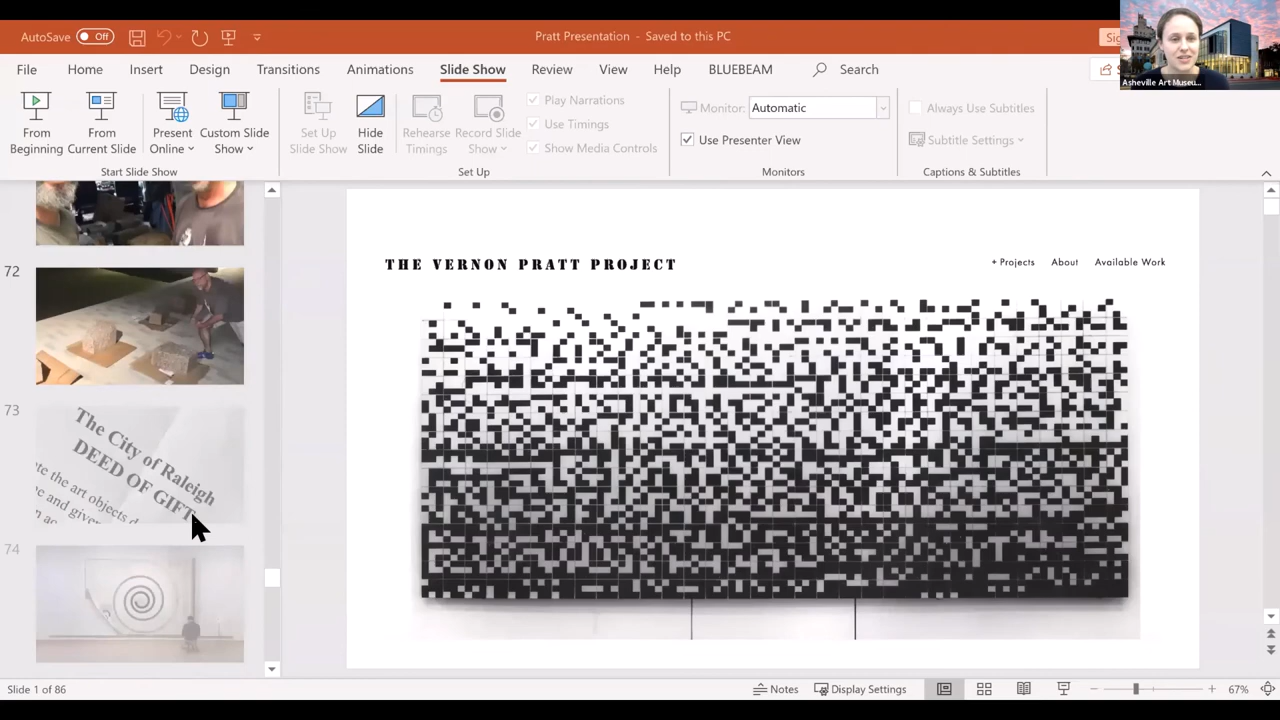 AutoSave Off
Pratt Presentation - Saved to this PC
Asheville Art Museu...
File Home Insert Design Transitions Animations Slide Show Review View Help BLUEBEAM Search
From Beginning
From Current Slide
Present Online
Custom Slide Show
Set Up Slide Show
Hide Slide
Rehearse Timings
Record Slide Show
Play Narrations
Use Timings
Show Media Controls
Monitor: Automatic
Use Presenter View
Always Use Subtitles
Subtitle Settings
Start Slide Show
Set Up
Monitors
Captions & Subtitles
72
73
The City of Raleigh
DEED OF GIFT
the art objects
and
74
THE VERNON PRATT PROJECT
+ Projects About Available Work
Slide 1 of 86
Notes
Display Settings
67%